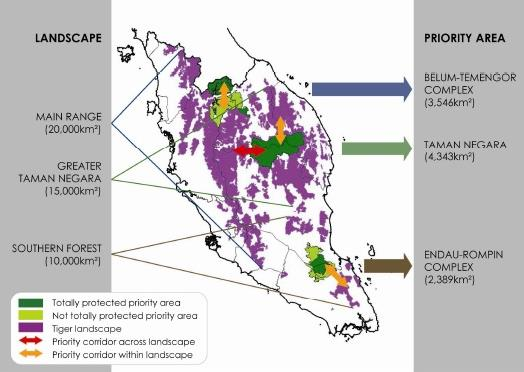 LANDSCAPE
PRIORITY AREA
MAIN RANGE
(20,000km²)
GREATER
TAMAN NEGARA
(15,000km²)
SOUTHERN FOREST
(10,000km²)
BELUM-TEMENGOR
COMPLEX
(3,546km²)
TAMAN NEGARA
(4,343km²)
ENDAU-ROMPIN
COMPLEX
(2,389km²)
Totally protected priority area
Not totally protected priority area
Tiger landscape
Priority corridor across landscape
Priority corridor within landscape